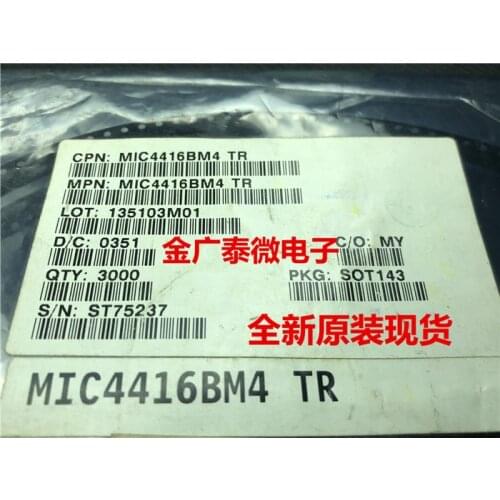 CPN: MIC4416BM4 TR
MPN: MIC4416BM4 TR
LOT: 135103M01
D/C: 0351
C/O: MY
金广泰微电子
QTY: 3000
PKG: SOT143
S/N: ST75237
全新原装现货
MIC4416BM4 TR